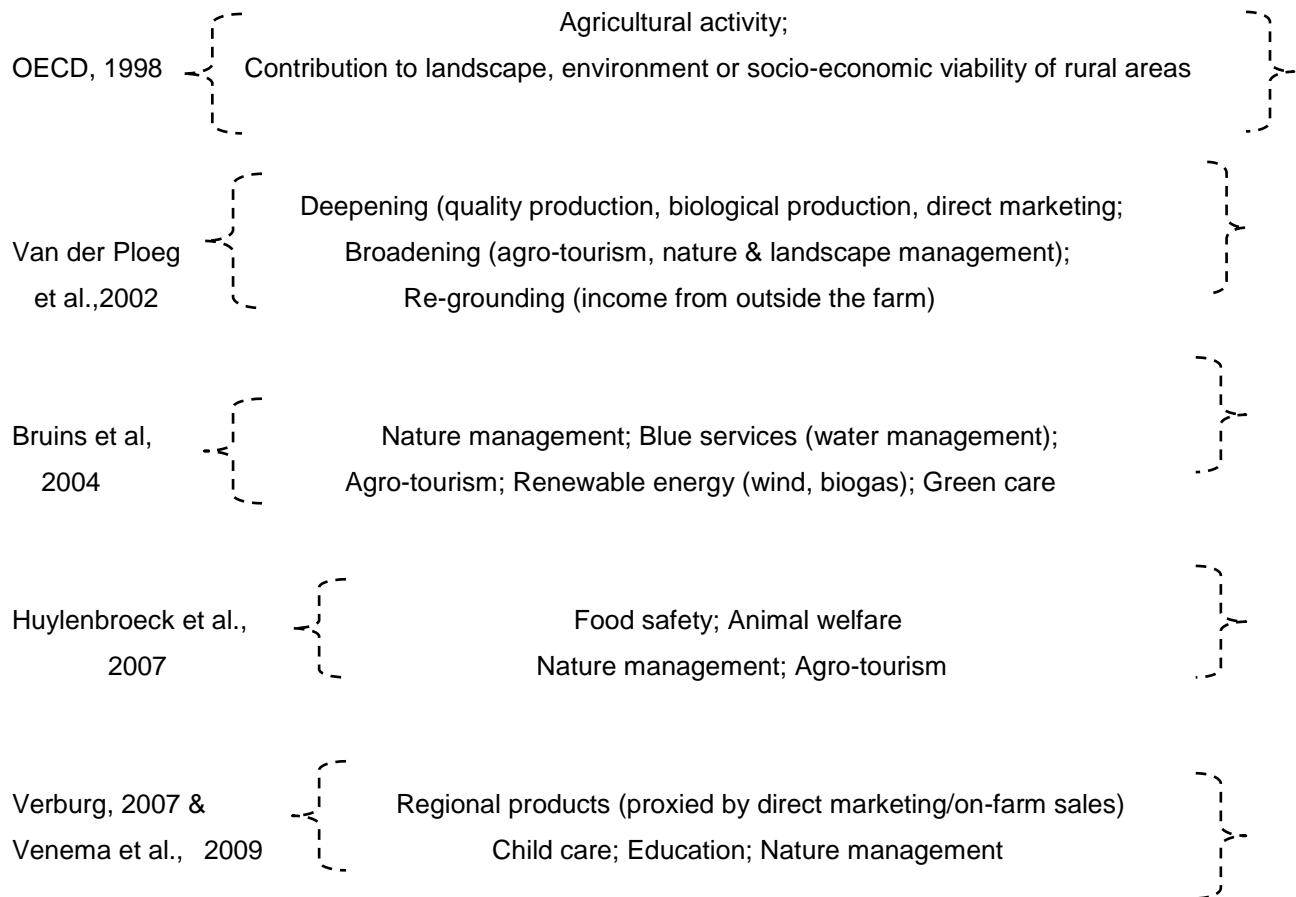 Agricultural activity;
OECD, 1998 Contribution to landscape, environment or socio-economic viability of rural areas
Deepening (quality production, biological production, direct marketing;
Van der Ploeg Broadening (agro-tourism, nature & landscape management);
et al.,2002 Re-grounding (income from outside the farm)
Bruins et al, Nature management; Blue services (water management);
2004 Agro-tourism; Renewable energy (wind, biogas); Green care
Huylenbroeck et al., Food safety; Animal welfare
2007 Nature management; Agro-tourism
Verburg, 2007 & Regional products (proxied by direct marketing/on-farm sales)
Venema et al., 2009 Child care; Education; Nature management